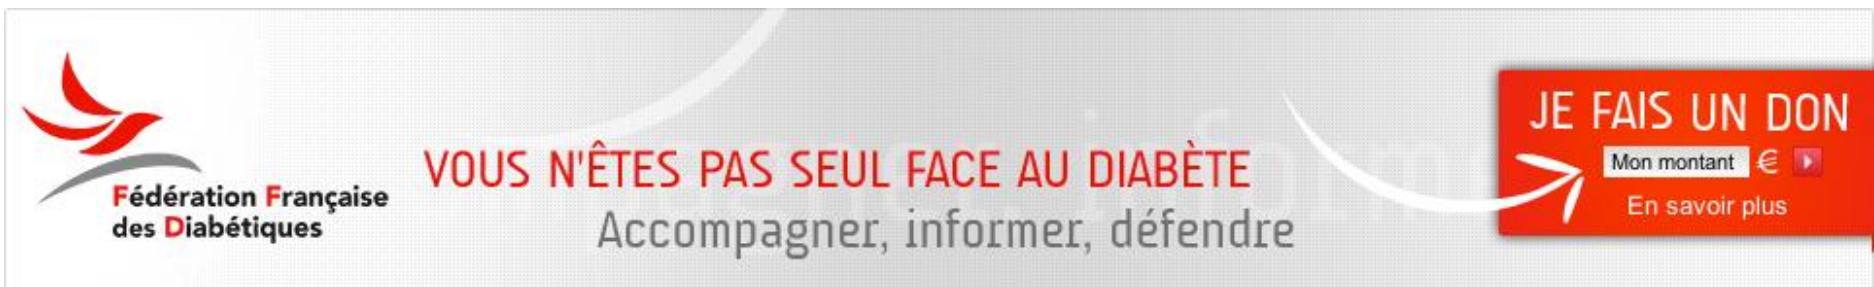 Fédération Française
des Diabétiques
VOUS N'ÊTES PAS SEUL FACE AU DIABÈTE
Accompagner, informer, défendre
JE FAIS UN DON
Mon montant €
En savoir plus